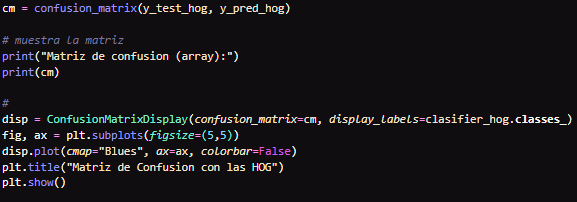 cm = confusion_matrix(y_test_hog, y_pred_hog)
# muestra la matriz
print("Matriz de confusion (array):")
print(cm)
#
disp = ConfusionMatrixDisplay(confusion_matrix=cm, display_labels=clasifier_hog.classes_)
fig, ax = plt.subplots(figsize=(5,5))
disp.plot(cmap="Blues", ax=ax, colorbar=False)
plt.title("Matriz de Confusion con las HOG")
plt.show()